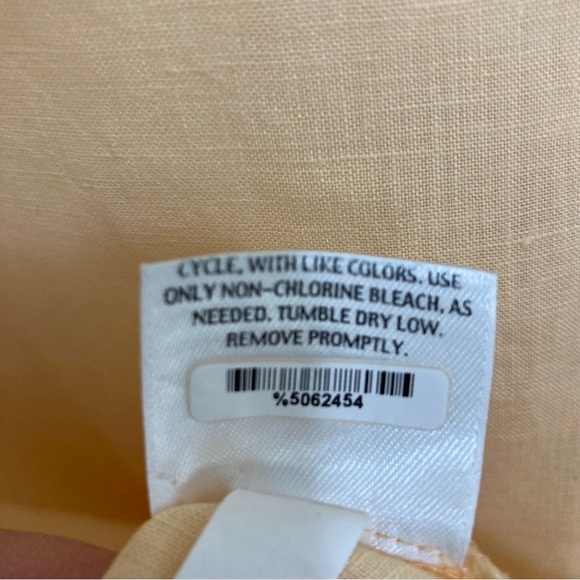 CYCLE, WITH LIKE COLORS. USE
ONLY NON-CHLORINE BLEACH, AS
NEEDED. TUMBLE DRY LOW.
REMOVE PROMPTLY.
%5062454